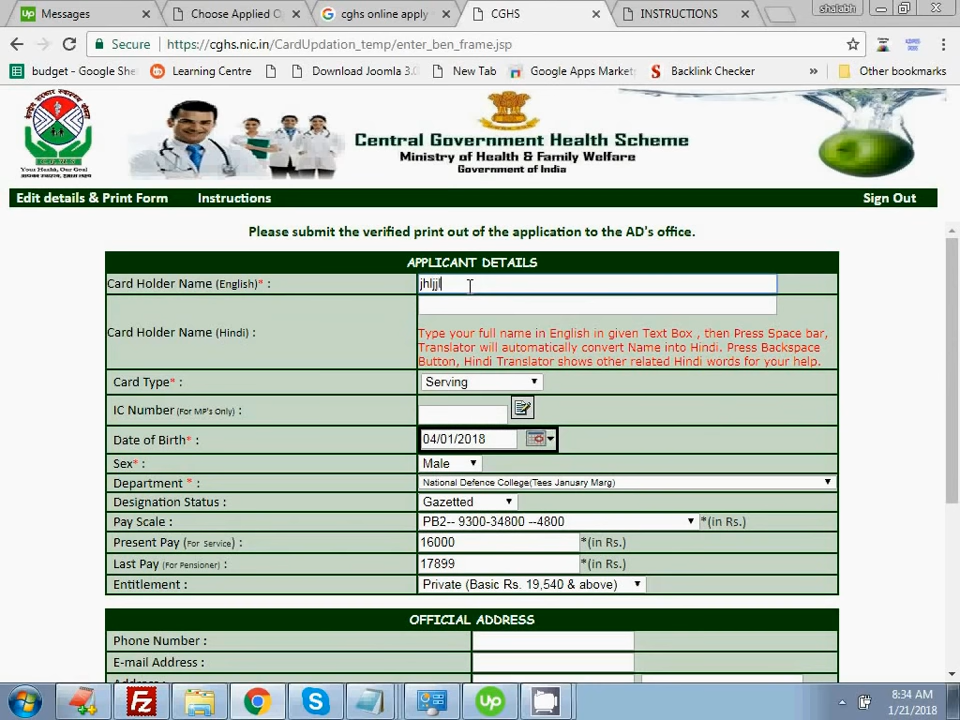 Messages
Choose Applied O
cghs online apply
CGHS
INSTRUCTIONS
shalabh
Secure
https://cghs.nic.in/CardUpdation_temp/enter_ben_frame.jsp
budget - Google She
Learning Centre
Download Joomla 3.0
New Tab
Google Apps Market
Backlink Checker
»
Other bookmarks
Central Government Health Scheme
Ministry of Health & Family Welfare
Government of India
Your Health, Our Goal
Edit details & Print Form
Instructions
Sign Out
Please submit the verified print out of the application to the AD's office.
APPLICANT DETAILS
Card Holder Name (English)* : jhljjl
Card Holder Name (Hindi) :
Type your full name in English in given Text Box , then Press Space bar,
Translator will automatically convert Name into Hindi. Press Backspace
Button, Hindi Translator shows other related Hindi words for your help.
Card Type* : Serving
IC Number (For MP's Only) :
Date of Birth* : 04/01/2018
Sex* : Male
Department * : National Defence College(Tees January Marg)
Designation Status : Gazetted
Pay Scale : PB2-- 9300-34800 --4800 *(in Rs.)
Present Pay (For Service) : 16000 *(in Rs.)
Last Pay (For Pensioner) : 17899 *(in Rs.)
Entitlement : Private (Basic Rs. 19,540 & above)
OFFICIAL ADDRESS
Phone Number :
E-mail Address :
8:34 AM
1/21/2018